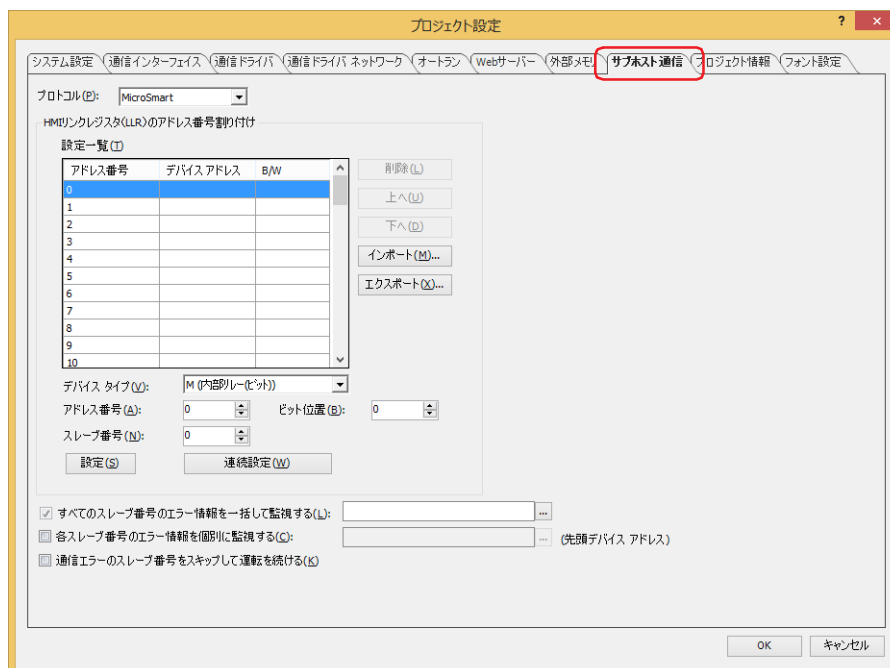 プロジェクト設定
? ×
システム設定 通信インターフェイス 通信ドライバ 通信ドライバ ネットワーク オートラン Webサーバー 外部メモリ サブホスト通信 プロジェクト情報 フォント設定
プロトコル(P): MicroSmart
HMIリンクレジスタ(LLR)のアドレス番号割り付け
設定一覧(T)
アドレス番号 デバイス アドレス B/W
0
1
2
3
4
5
6
7
8
9
10
削除(L)
上へ(U)
下へ(D)
インポート(M)...
エクスポート(X)...
デバイス タイプ(V): M (内部リレー(ビット))
アドレス番号(A): 0 ビット位置(B): 0
スレーブ番号(N): 0
設定(S) 連続設定(W)
すべてのスレーブ番号のエラー情報を一括して監視する(L): ...
各スレーブ番号のエラー情報を個別に監視する(C): ... (先頭デバイス アドレス)
通信エラーのスレーブ番号をスキップして運転を続ける(K)
OK キャンセル